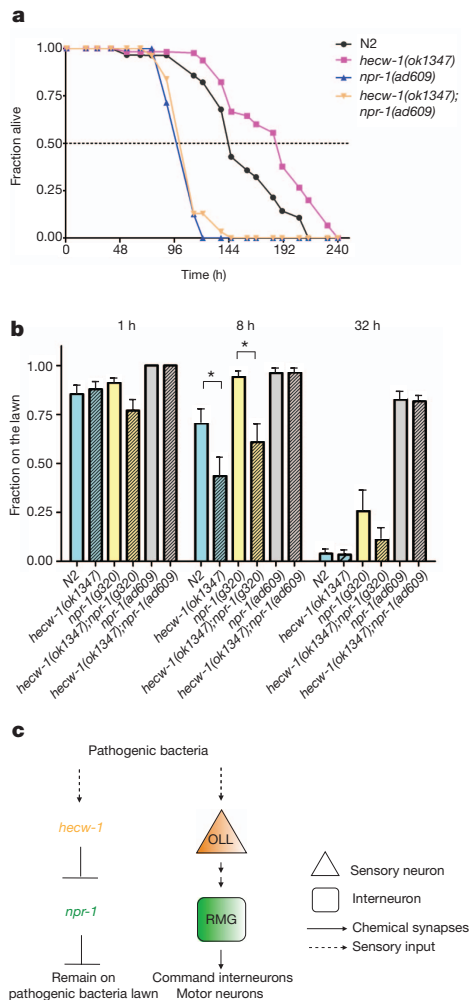 a
N2
hecw-1(ok1347)
npr-1(ad609)
hecw-1(ok1347);
npr-1(ad609)
Fraction alive
1.00
0.75
0.50
0.25
0.00
0 48 96 144 192 240
Time (h)
b
1 h 8 h 32 h
* *
Fraction on the lawn
1.00
0.75
0.50
0.25
0.00
N2
hecw-1(ok1347)
npr-1(g320)
hecw-1(ok1347);npr-1(g320)
npr-1(ad609)
hecw-1(ok1347);npr-1(ad609)
N2
hecw-1(ok1347)
npr-1(g320)
hecw-1(ok1347);npr-1(g320)
npr-1(ad609)
hecw-1(ok1347);npr-1(ad609)
N2
hecw-1(ok1347)
npr-1(g320)
hecw-1(ok1347);npr-1(g320)
npr-1(ad609)
hecw-1(ok1347);npr-1(ad609)
c
Pathogenic bacteria
hecw-1
npr-1
Remain on
pathogenic bacteria lawn
OLL
RMG
Command interneurons
Motor neurons
Sensory neuron
Interneuron
Chemical synapses
Sensory input